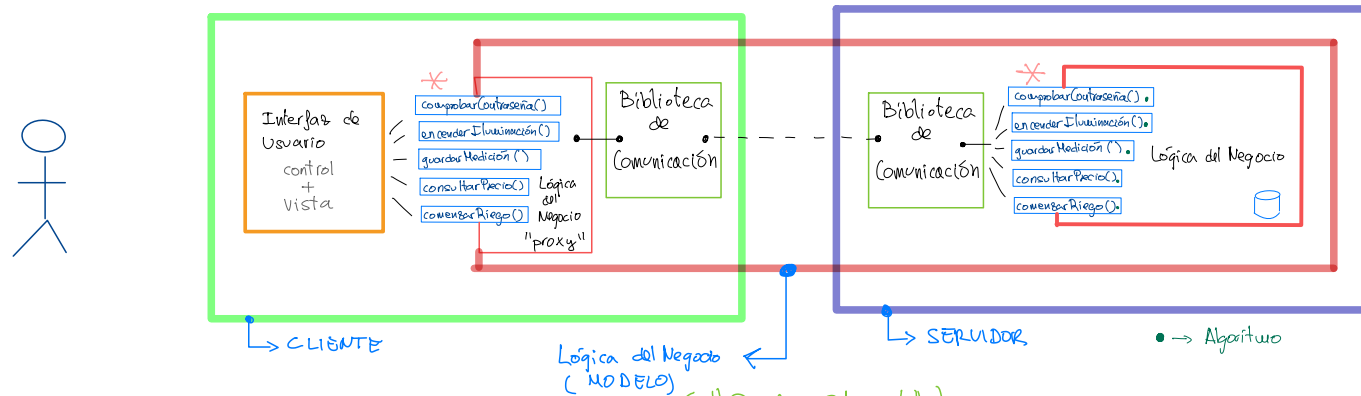 Interfaz de
Usuario
control
+
vista
*
comprobarContraseña()
encenderIluminación()
guardarMedición()
consultarPrecio()
comenzarRiego()
Lógica
del
Negocio
"proxy"
Biblioteca
de
Comunicación
Biblioteca
de
Comunicación
*
comprobarContraseña()
encenderIluminación()
guardarMedición()
consultarPrecio()
comenzarRiego()
Lógica del Negocio
→ CLIENTE
Lógica del Negocio
(MODELO)
→ SERVIDOR
• → Algoritmo